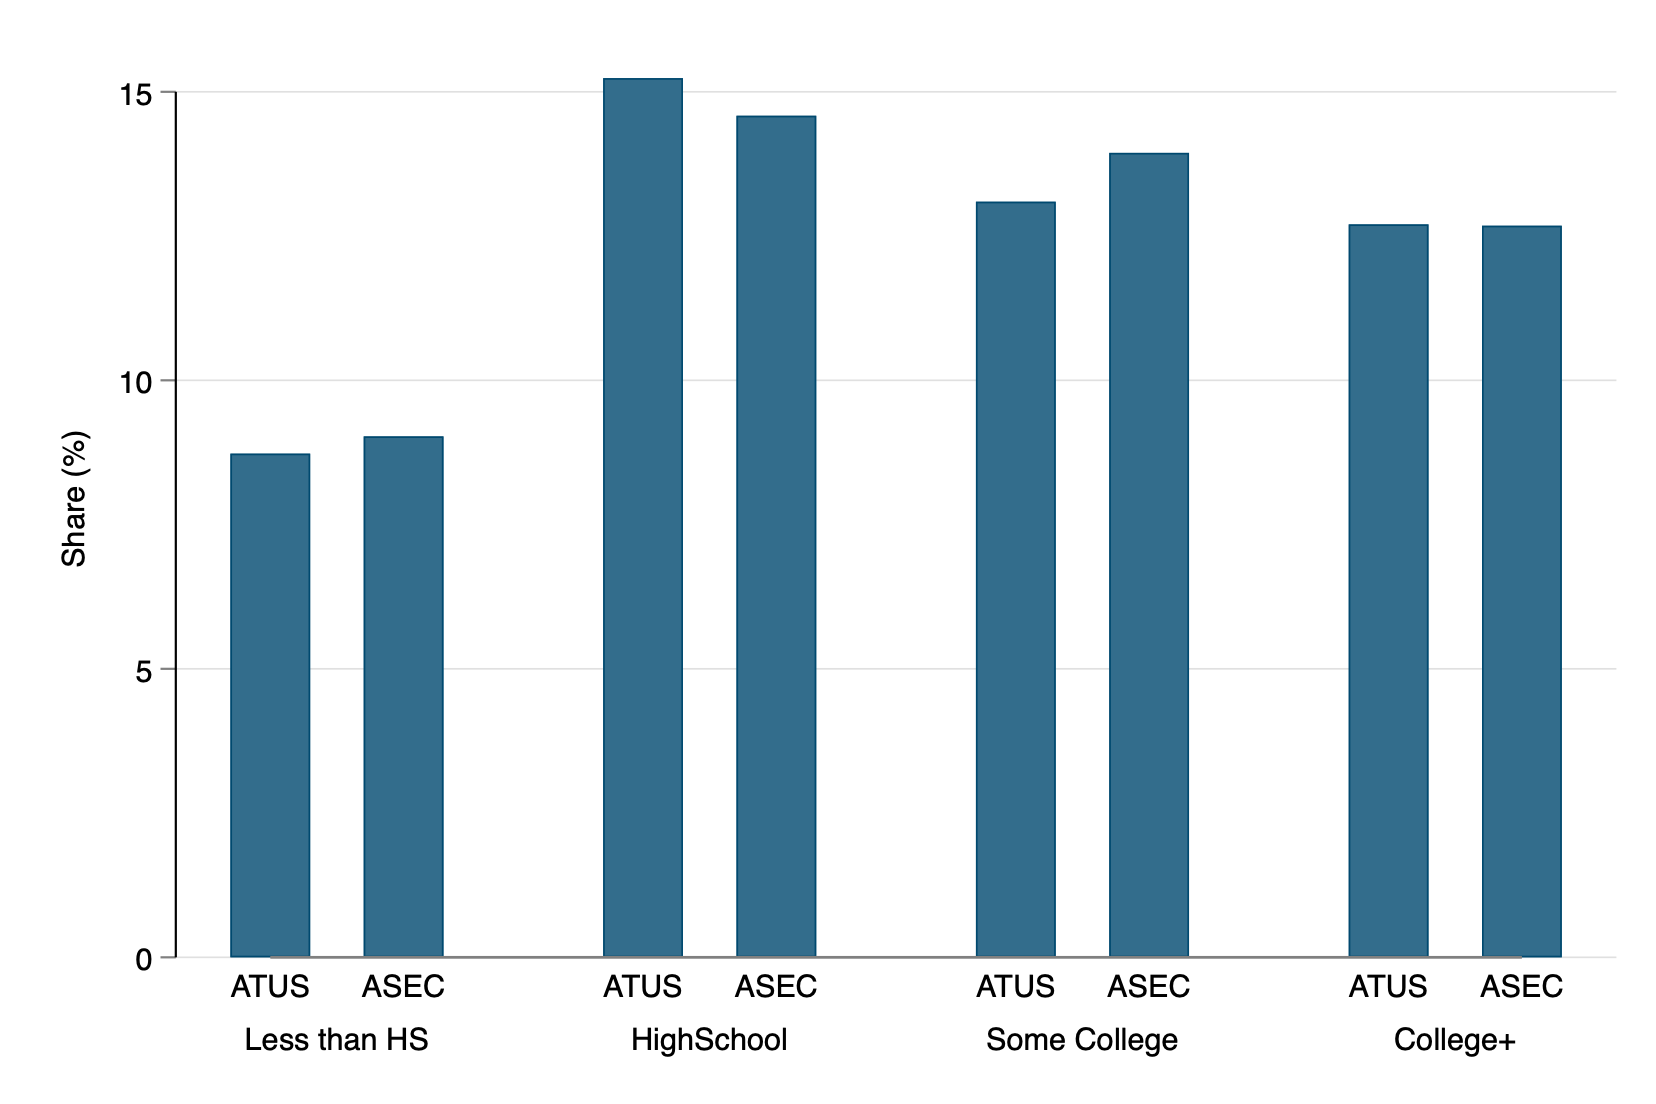 Share (%)
15
10
5
0
ATUS ASEC ATUS ASEC ATUS ASEC ATUS ASEC
Less than HS HighSchool Some College College+